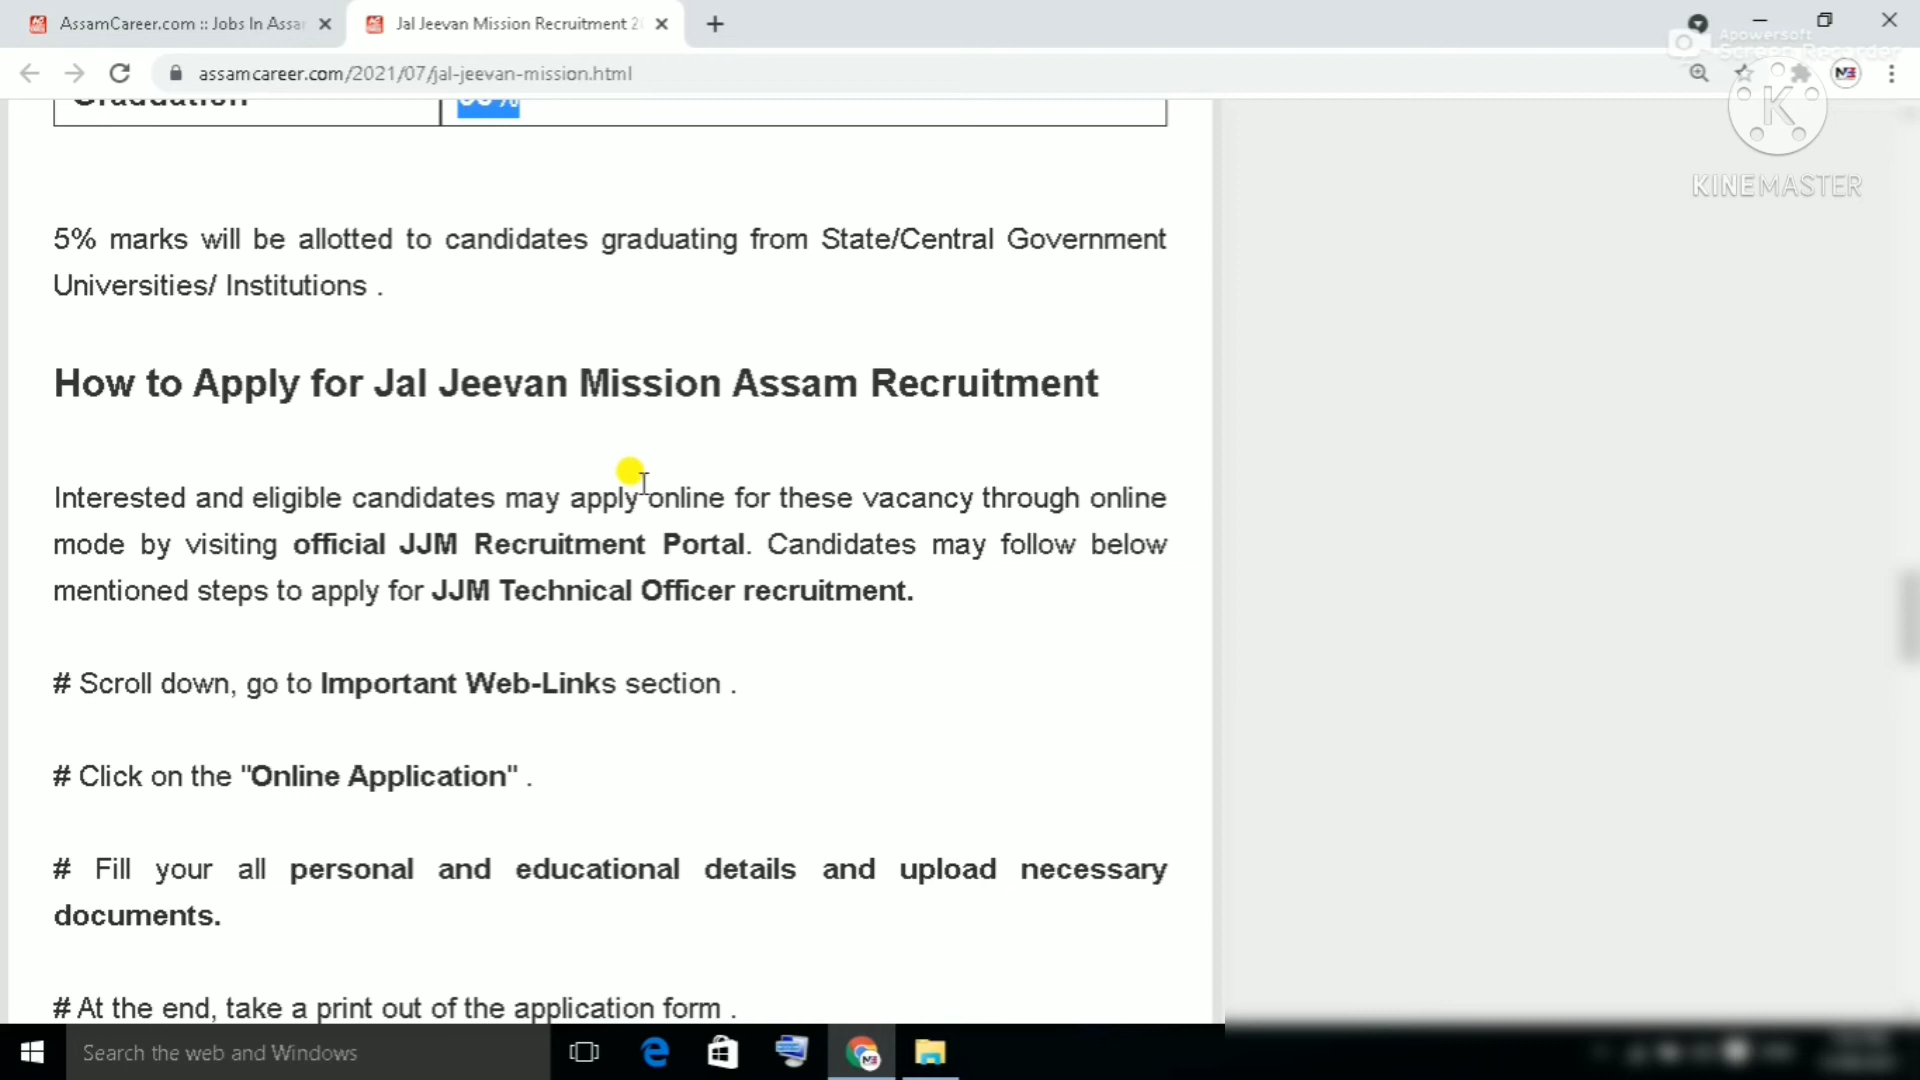 AssamCareer.com :: Jobs In Assa
Jal Jeevan Mission Recruitment 2
Apowersoft
Screen Recorder
assamcareer.com/2021/07/jal-jeevan-mission.html
KINEMASTER
Graduation
5% marks will be allotted to candidates graduating from State/Central Government
Universities/ Institutions .
How to Apply for Jal Jeevan Mission Assam Recruitment
Interested and eligible candidates may apply online for these vacancy through online
mode by visiting official JJM Recruitment Portal. Candidates may follow below
mentioned steps to apply for JJM Technical Officer recruitment.
# Scroll down, go to Important Web-Links section .
# Click on the "Online Application" .
# Fill your all personal and educational details and upload necessary
documents.
# At the end, take a print out of the application form .
Search the web and Windows